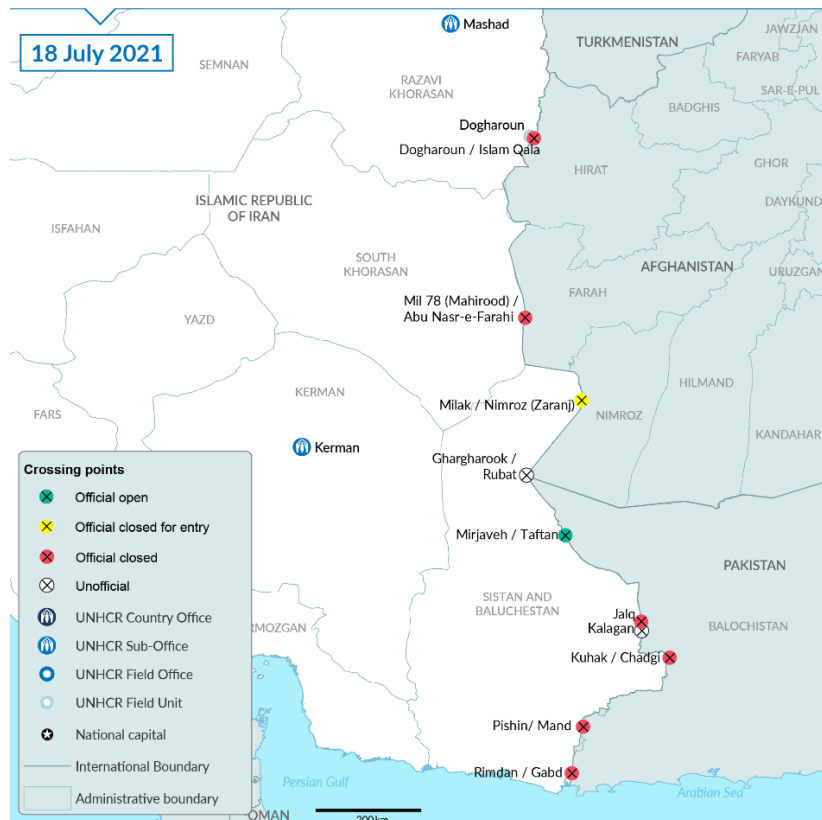 18 July 2021
Mashad
TURKMENISTAN
JAWZJAN
FARYAB
SEMNAN
RAZAVI
KHORASAN
SAR-E-PUL
BADGHIS
Dogharoun
Dogharoun / Islam Qala
HIRAT
GHOR
DAYKUND
ISLAMIC REPUBLIC
OF IRAN
ISFAHAN
SOUTH
KHORASAN
AFGHANISTAN
URUZGAN
FARAH
Mil 78 (Mahirood) /
Abu Nasr-e-Farahi
YAZD
KERMAN
HILMAND
Milak / Nimroz (Zaranj)
NIMROZ
FARS
KANDAHAR
Kerman
Ghargharook /
Rubat
Mirjaveh / Taftan
PAKISTAN
SISTAN AND
BALUCHESTAN
Jalq
Kalagan
BALOCHISTAN
Kuhak / Chadgi
RMOZGAN
Pishin/ Mand
Rimdan / Gabd
Persian Gulf
Arabian Sea
OMAN
200 km
Crossing points
Official open
Official closed for entry
Official closed
Unofficial
UNHCR Country Office
UNHCR Sub-Office
UNHCR Field Office
UNHCR Field Unit
National capital
International Boundary
Administrative boundary